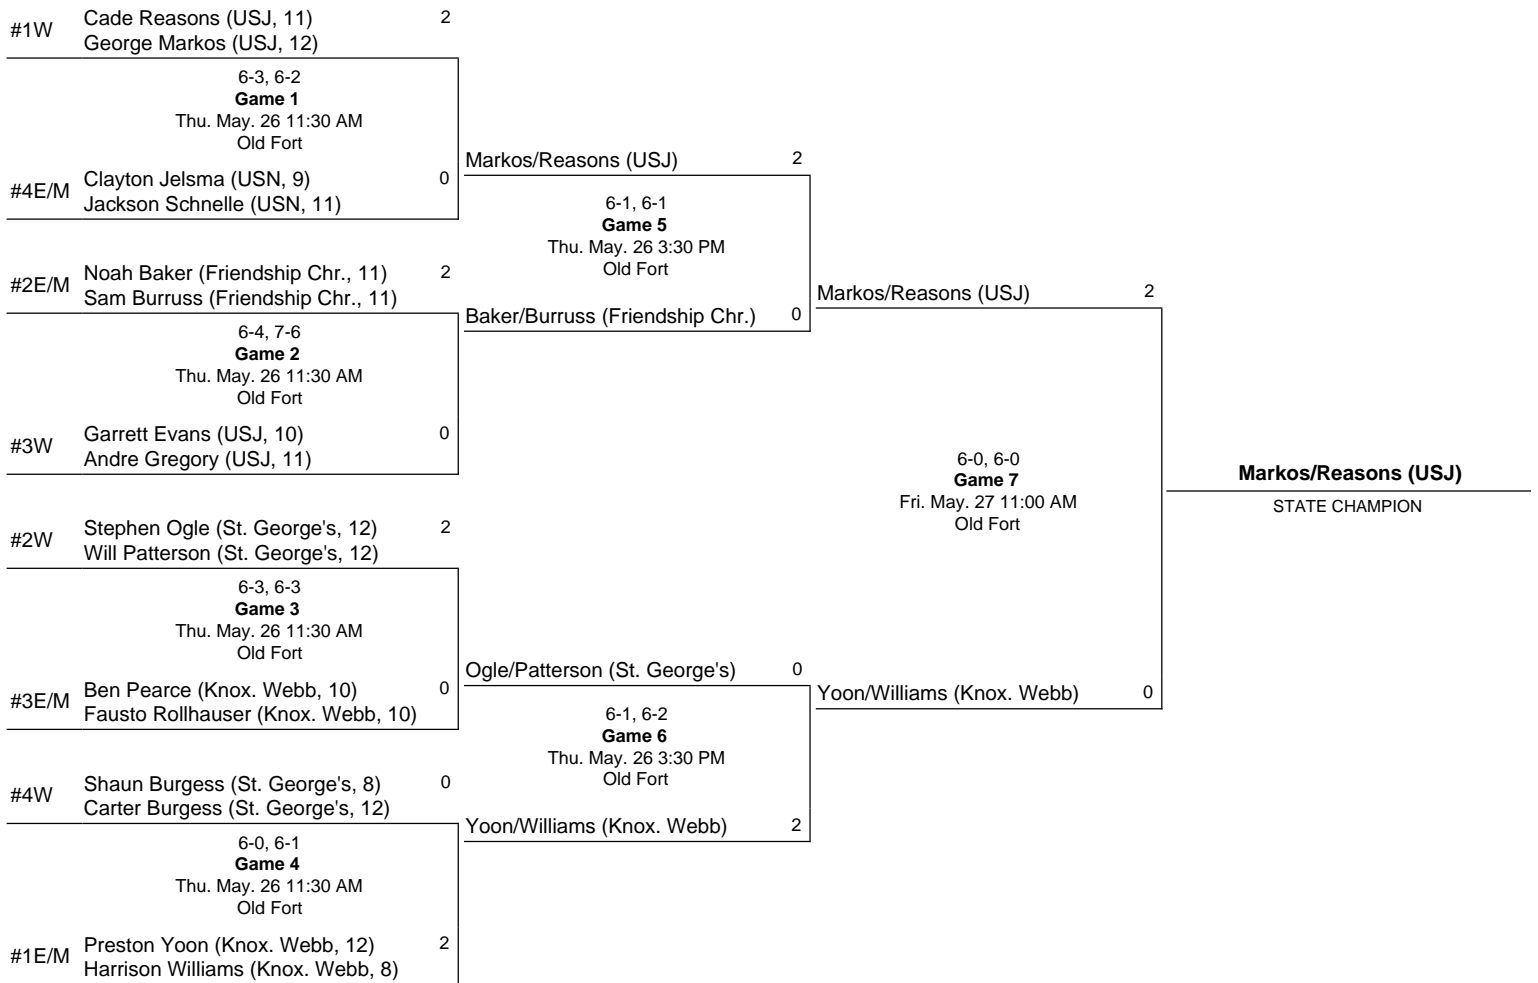 #1W
Cade Reasons (USJ, 11) 2
George Markos (USJ, 12)
6-3, 6-2
Game 1
Thu. May. 26 11:30 AM
Old Fort
#4E/M
Clayton Jelsma (USN, 9) 0
Jackson Schnelle (USN, 11)
#2E/M
Noah Baker (Friendship Chr., 11) 2
Sam Burruss (Friendship Chr., 11)
6-4, 7-6
Game 2
Thu. May. 26 11:30 AM
Old Fort
#3W
Garrett Evans (USJ, 10) 0
Andre Gregory (USJ, 11)
#2W
Stephen Ogle (St. George's, 12) 2
Will Patterson (St. George's, 12)
6-3, 6-3
Game 3
Thu. May. 26 11:30 AM
Old Fort
#3E/M
Ben Pearce (Knox. Webb, 10) 0
Fausto Rollhauser (Knox. Webb, 10)
#4W
Shaun Burgess (St. George's, 8) 0
Carter Burgess (St. George's, 12)
6-0, 6-1
Game 4
Thu. May. 26 11:30 AM
Old Fort
#1E/M
Preston Yoon (Knox. Webb, 12) 2
Harrison Williams (Knox. Webb, 8)
Markos/Reasons (USJ) 2
6-1, 6-1
Game 5
Thu. May. 26 3:30 PM
Old Fort
Baker/Burruss (Friendship Chr.) 0
Ogle/Patterson (St. George's) 0
6-1, 6-2
Game 6
Thu. May. 26 3:30 PM
Old Fort
Yoon/Williams (Knox. Webb) 2
Markos/Reasons (USJ) 2
6-0, 6-0
Game 7
Fri. May. 27 11:00 AM
Old Fort
Yoon/Williams (Knox. Webb) 0
Markos/Reasons (USJ)
STATE CHAMPION